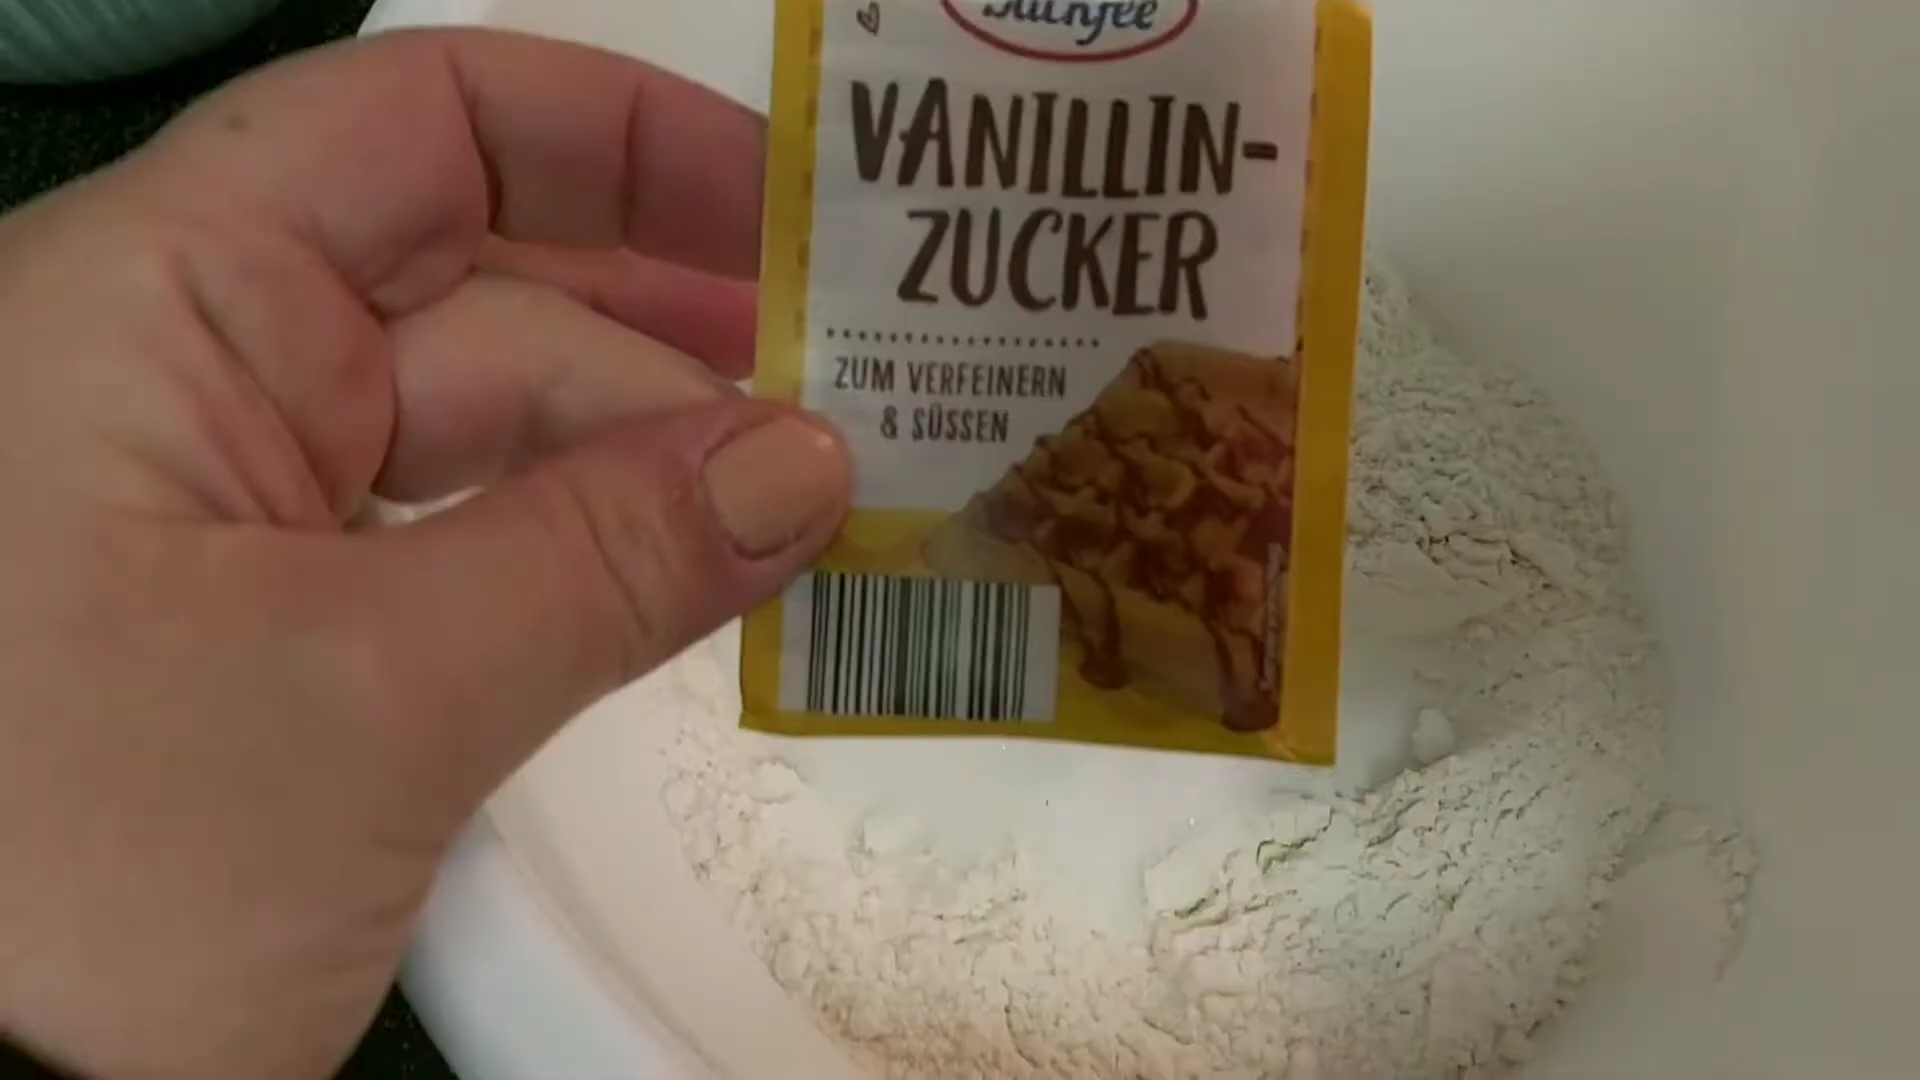 VANILLIN-
ZUCKER
ZUM VERFEINERN
& SÜSSEN